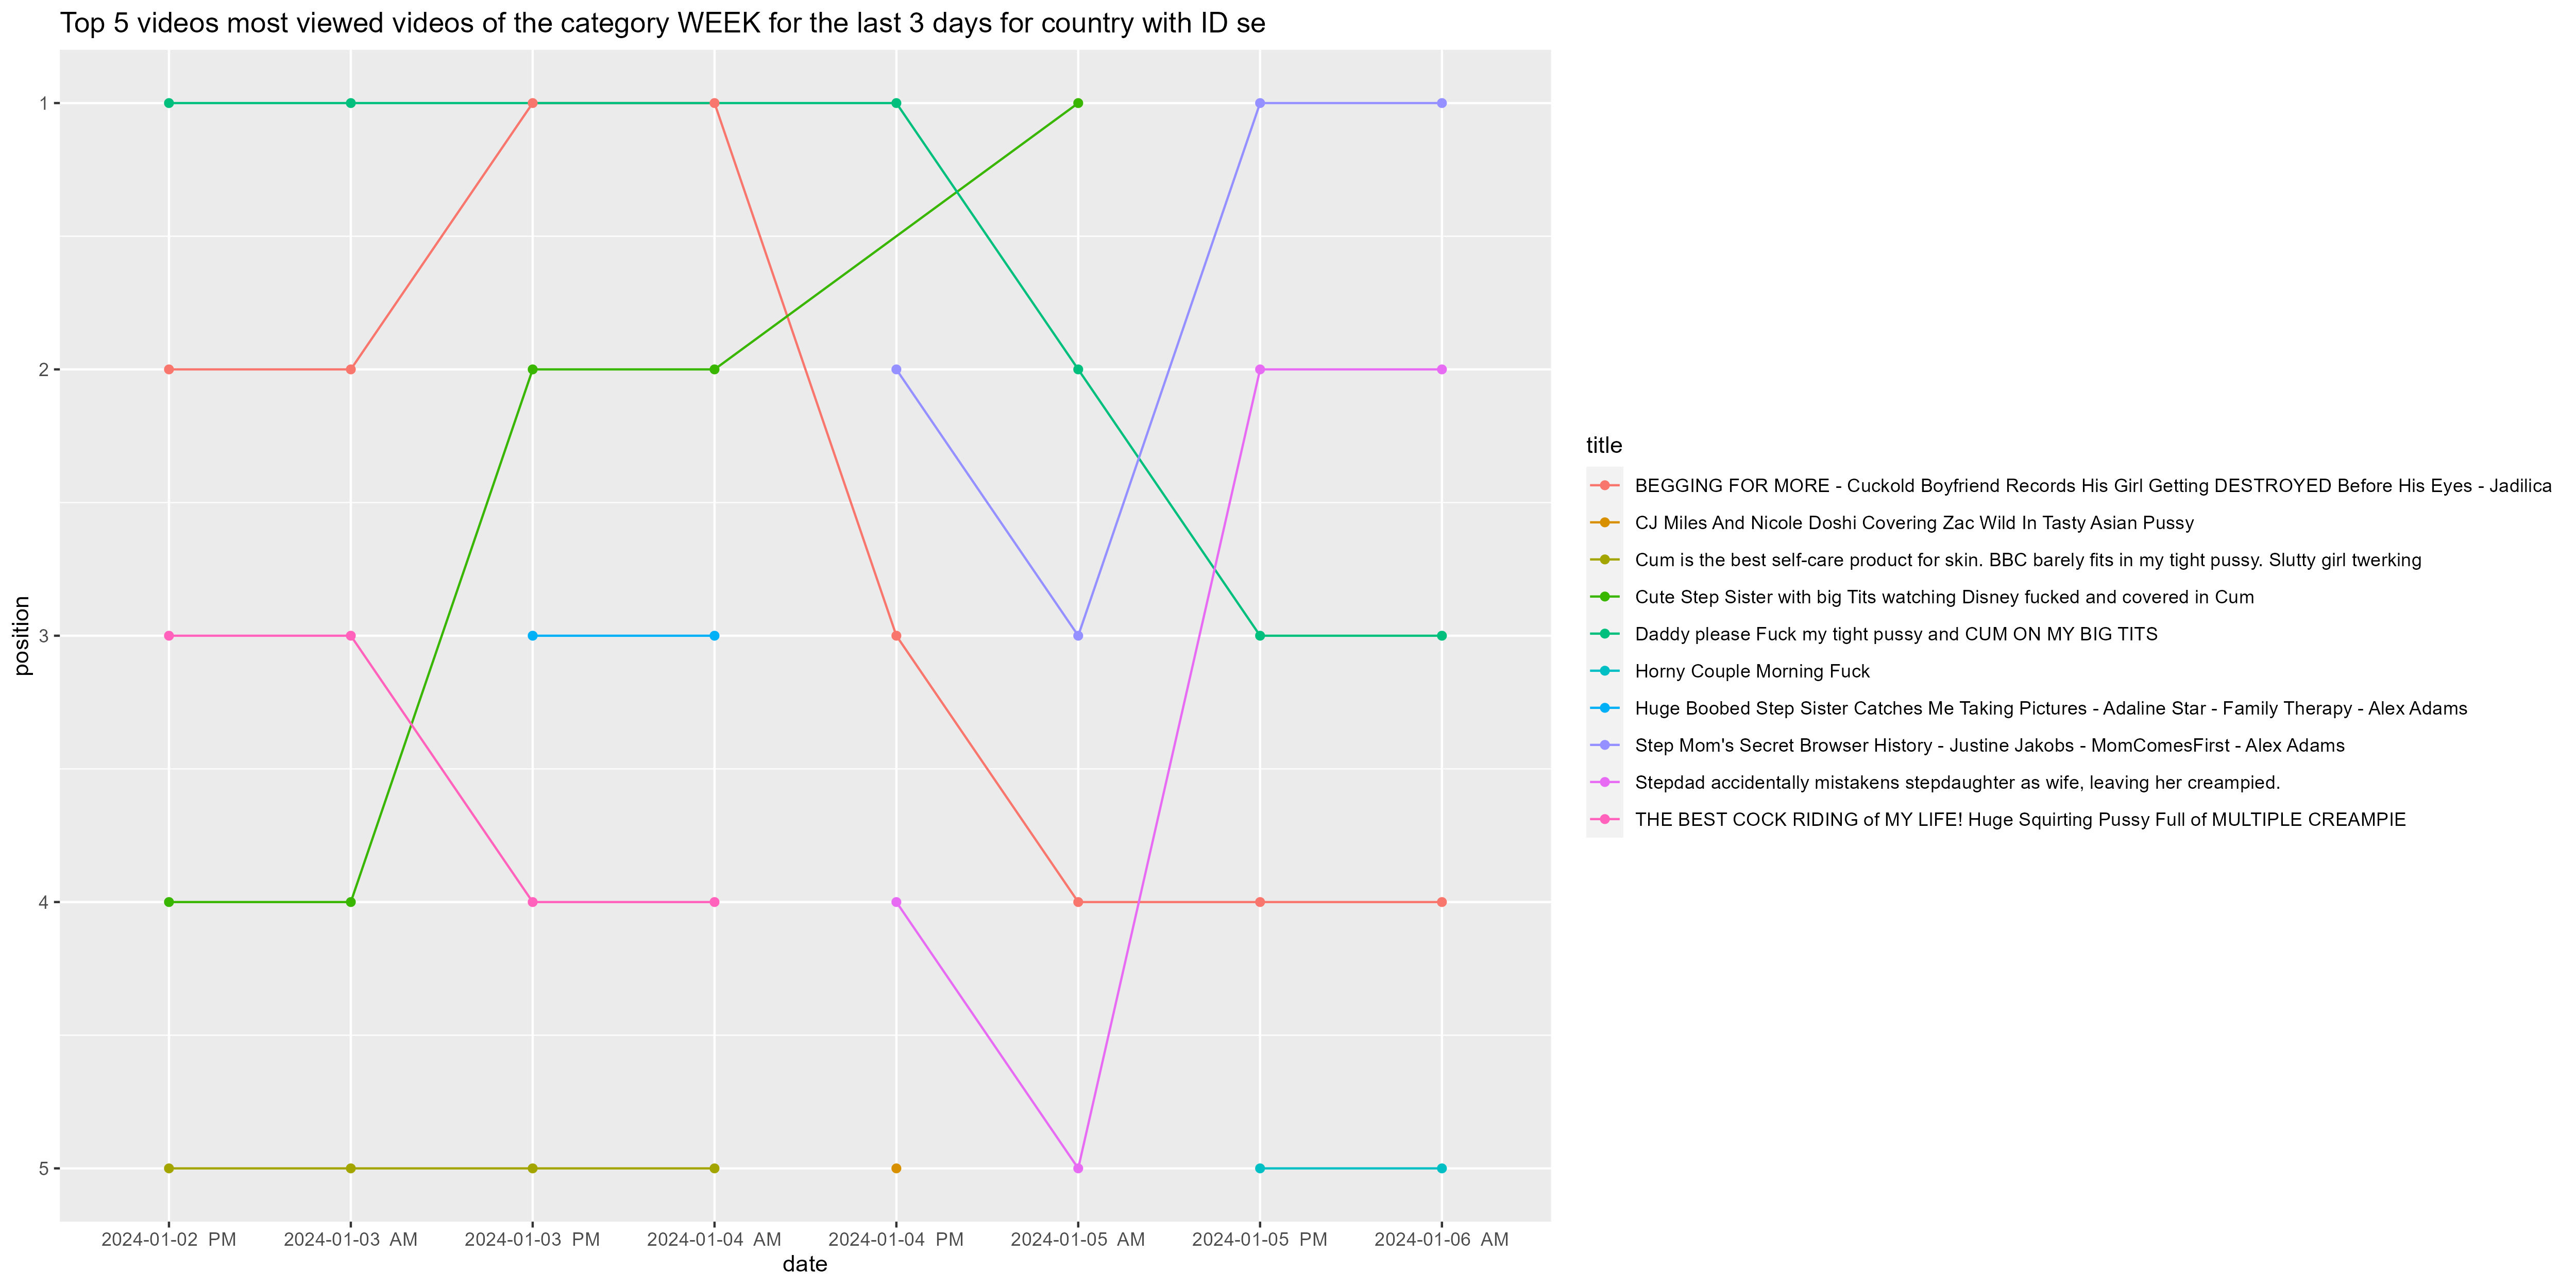 Top 5 videos most viewed videos of the category WEEK for the last 3 days for country with ID se
1
2
3
4
5
position
2024-01-02 PM
2024-01-03 AM
2024-01-03 PM
2024-01-04 AM
2024-01-04 PM
2024-01-05 AM
2024-01-05 PM
2024-01-06 AM
date
title
BEGGING FOR MORE - Cuckold Boyfriend Records His Girl Getting DESTROYED Before His Eyes - Jadilica
CJ Miles And Nicole Doshi Covering Zac Wild In Tasty Asian Pussy
Cum is the best self-care product for skin. BBC barely fits in my tight pussy. Slutty girl twerking
Cute Step Sister with big Tits watching Disney fucked and covered in Cum
Daddy please Fuck my tight pussy and CUM ON MY BIG TITS
Horny Couple Morning Fuck
Huge Boobed Step Sister Catches Me Taking Pictures - Adaline Star - Family Therapy - Alex Adams
Step Mom's Secret Browser History - Justine Jakobs - MomComesFirst - Alex Adams
Stepdad accidentally mistakens stepdaughter as wife, leaving her creampied.
THE BEST COCK RIDING of MY LIFE! Huge Squirting Pussy Full of MULTIPLE CREAMPIE